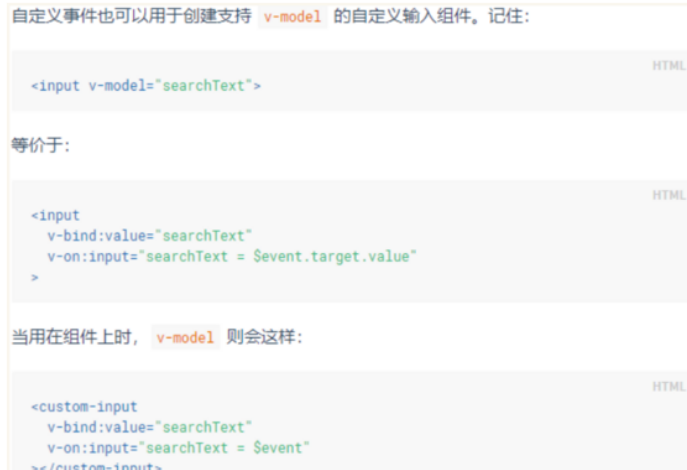 自定义事件也可以用于创建支持 v-model 的自定义输入组件。记住：
HTML
<input v-model="searchText">
等价于：
HTML
<input
v-bind:value="searchText"
v-on:input="searchText = $event.target.value"
>
当用在组件上时， v-model 则会这样：
HTML
<custom-input
v-bind:value="searchText"
v-on:input="searchText = $event"
></custom-input>